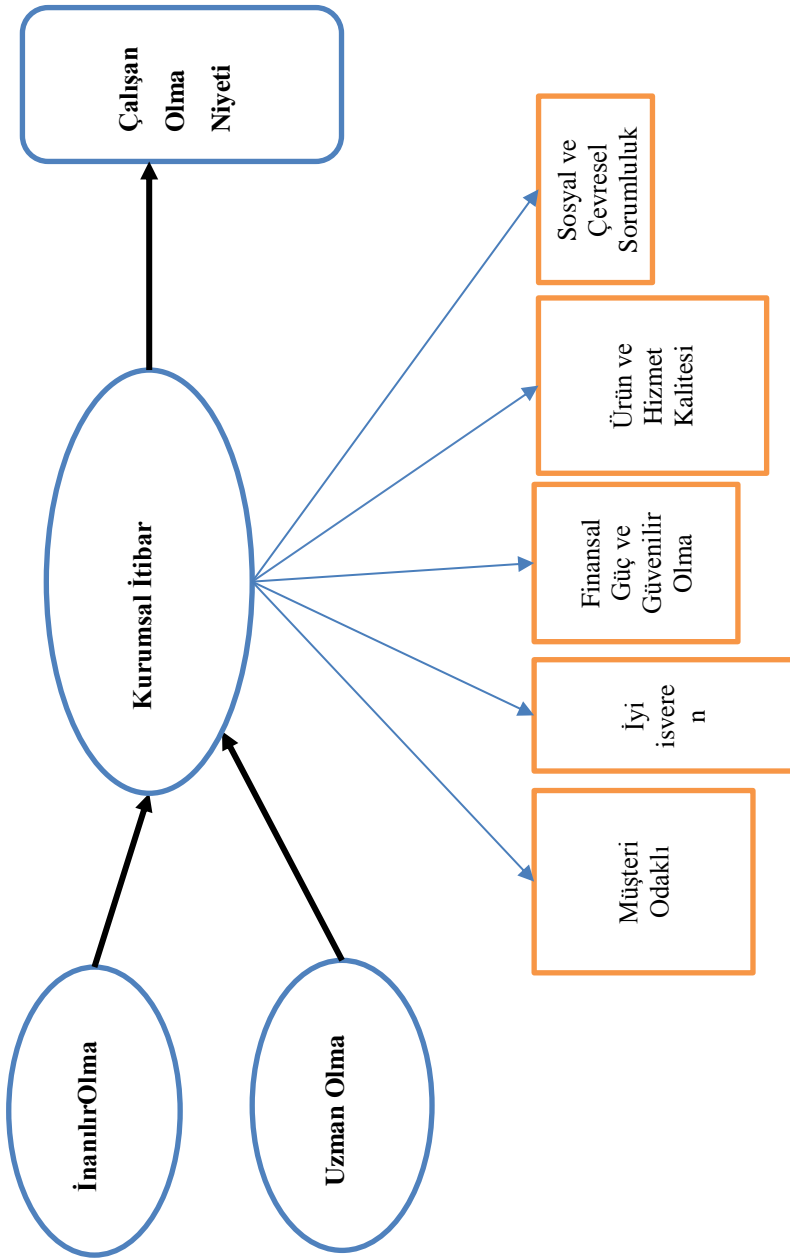 İnanılırOlma
Uzman Olma
Kurumsal İtibar
Çalışan
Olma
Niyeti
Müşteri
Odaklı
İyi
isvere
n
Finansal
Güç ve
Güvenilir
Olma
Ürün ve
Hizmet
Kalitesi
Sosyal ve
Çevresel
Sorumluluk